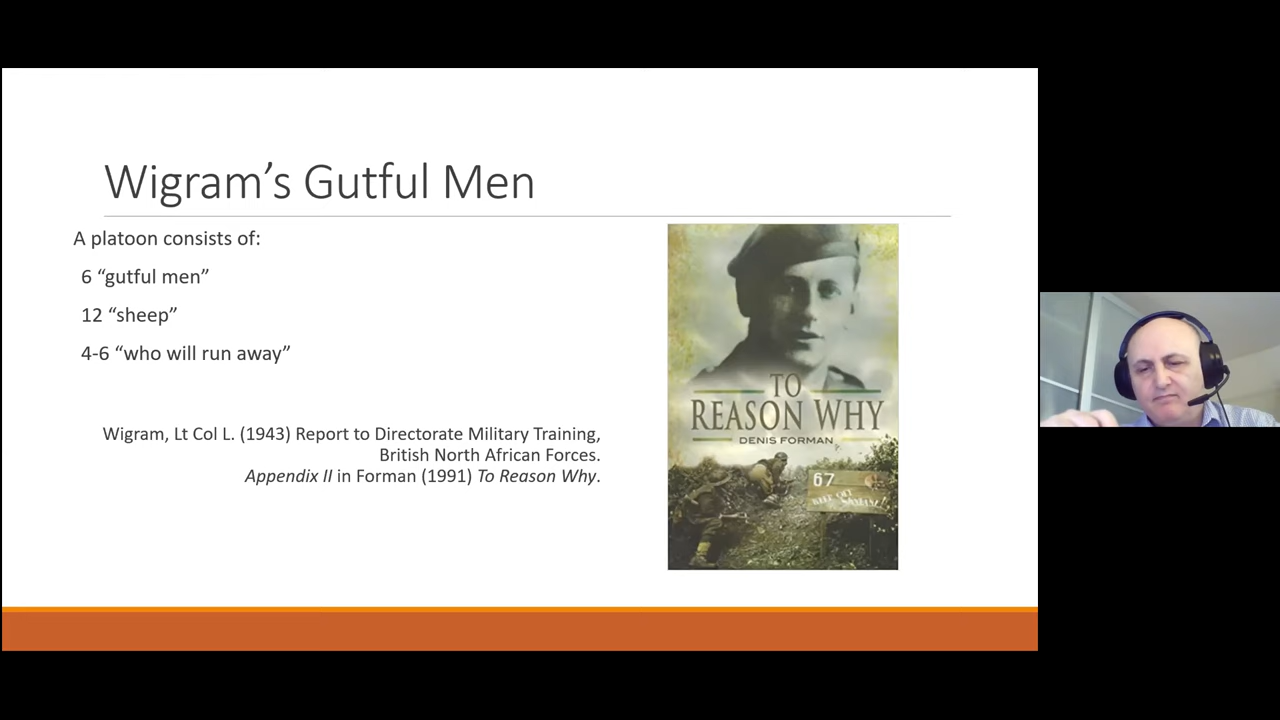 Wigram’s Gutful Men
A platoon consists of:
6 “gutful men”
12 “sheep”
4-6 “who will run away”
Wigram, Lt Col L. (1943) Report to Directorate Military Training,
British North African Forces.
Appendix II in Forman (1991) To Reason Why.
TO
REASON WHY
DENIS FORMAN
67
KEEP OFF